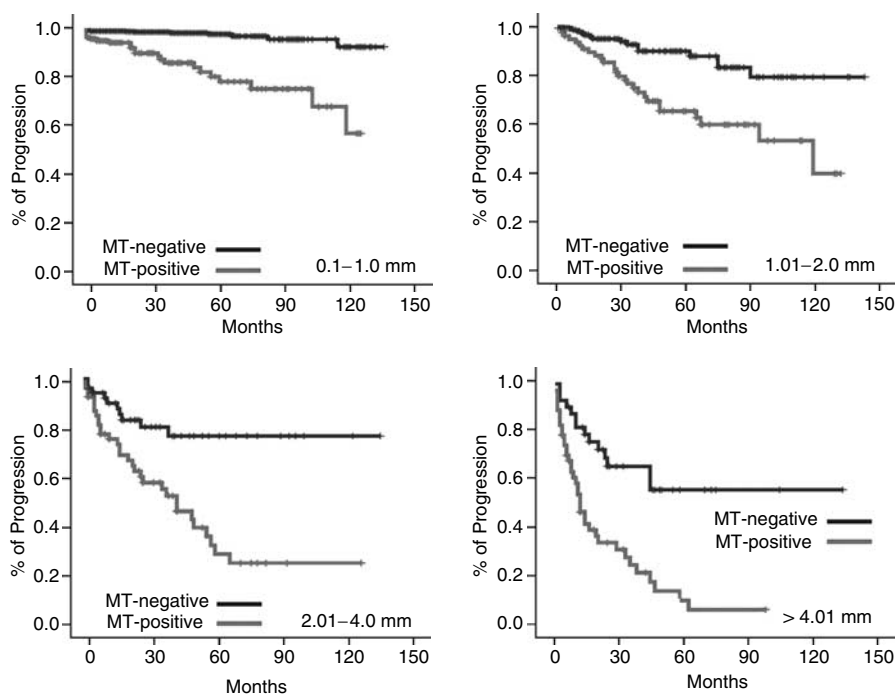 % of Progression
1.0
0.8
0.6
0.4
0.2
0.0
MT-negative
MT-positive
0.1–1.0 mm
0 30 60 90 120 150
Months
% of Progression
1.0
0.8
0.6
0.4
0.2
0.0
MT-negative
MT-positive
1.01–2.0 mm
0 30 60 90 120 150
Months
% of Progression
1.0
0.8
0.6
0.4
0.2
0.0
MT-negative
MT-positive
2.01–4.0 mm
0 30 60 90 120 150
Months
% of Progression
1.0
0.8
0.6
0.4
0.2
0.0
MT-negative
MT-positive
> 4.01 mm
0 30 60 90 120 150
Months